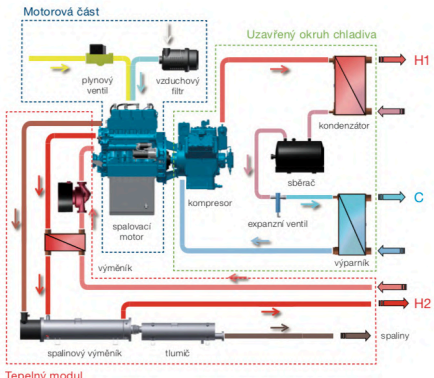 Motorová část
Uzavřený okruh chladiva
plynový
ventil
vzduchový
filtr
H1
kondenzátor
sběrač
kompresor
C
expanzní ventil
spalovací
motor
výměník
výparník
H2
spalinový výměník
tlumič
spaliny
Tepelný modul